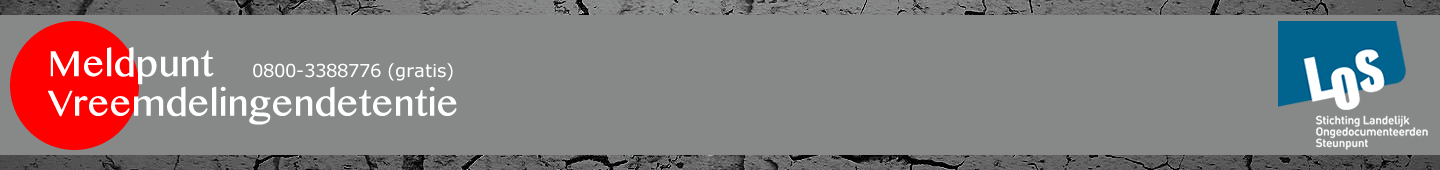 Meldpunt
0800-3388776 (gratis)
Vreemdelingendetentie
LOS
Stichting Landelijk
Ongedocumenteerden
Steunpunt